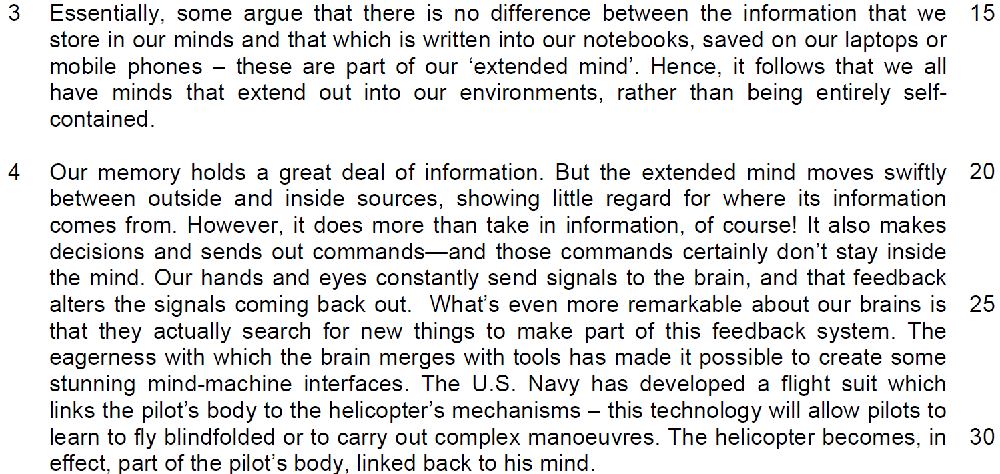 3 Essentially, some argue that there is no difference between the information that we 15
store in our minds and that which is written into our notebooks, saved on our laptops or
mobile phones – these are part of our ‘extended mind’. Hence, it follows that we all
have minds that extend out into our environments, rather than being entirely self-
contained.
4 Our memory holds a great deal of information. But the extended mind moves swiftly 20
between outside and inside sources, showing little regard for where its information
comes from. However, it does more than take in information, of course! It also makes
decisions and sends out commands—and those commands certainly don’t stay inside
the mind. Our hands and eyes constantly send signals to the brain, and that feedback
alters the signals coming back out. What’s even more remarkable about our brains is 25
that they actually search for new things to make part of this feedback system. The
eagerness with which the brain merges with tools has made it possible to create some
stunning mind-machine interfaces. The U.S. Navy has developed a flight suit which
links the pilot’s body to the helicopter’s mechanisms – this technology will allow pilots to
learn to fly blindfolded or to carry out complex manoeuvres. The helicopter becomes, in 30
effect, part of the pilot’s body, linked back to his mind.